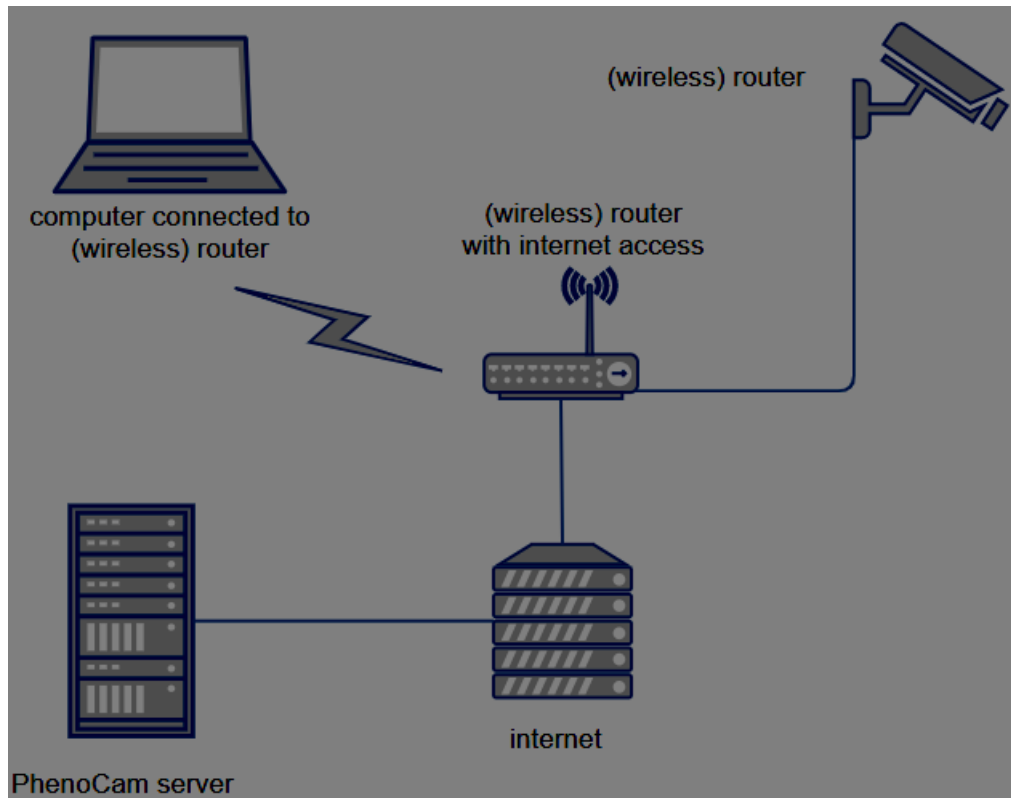 (wireless) router
computer connected to
(wireless) router
(wireless) router
with internet access
internet
PhenoCam server